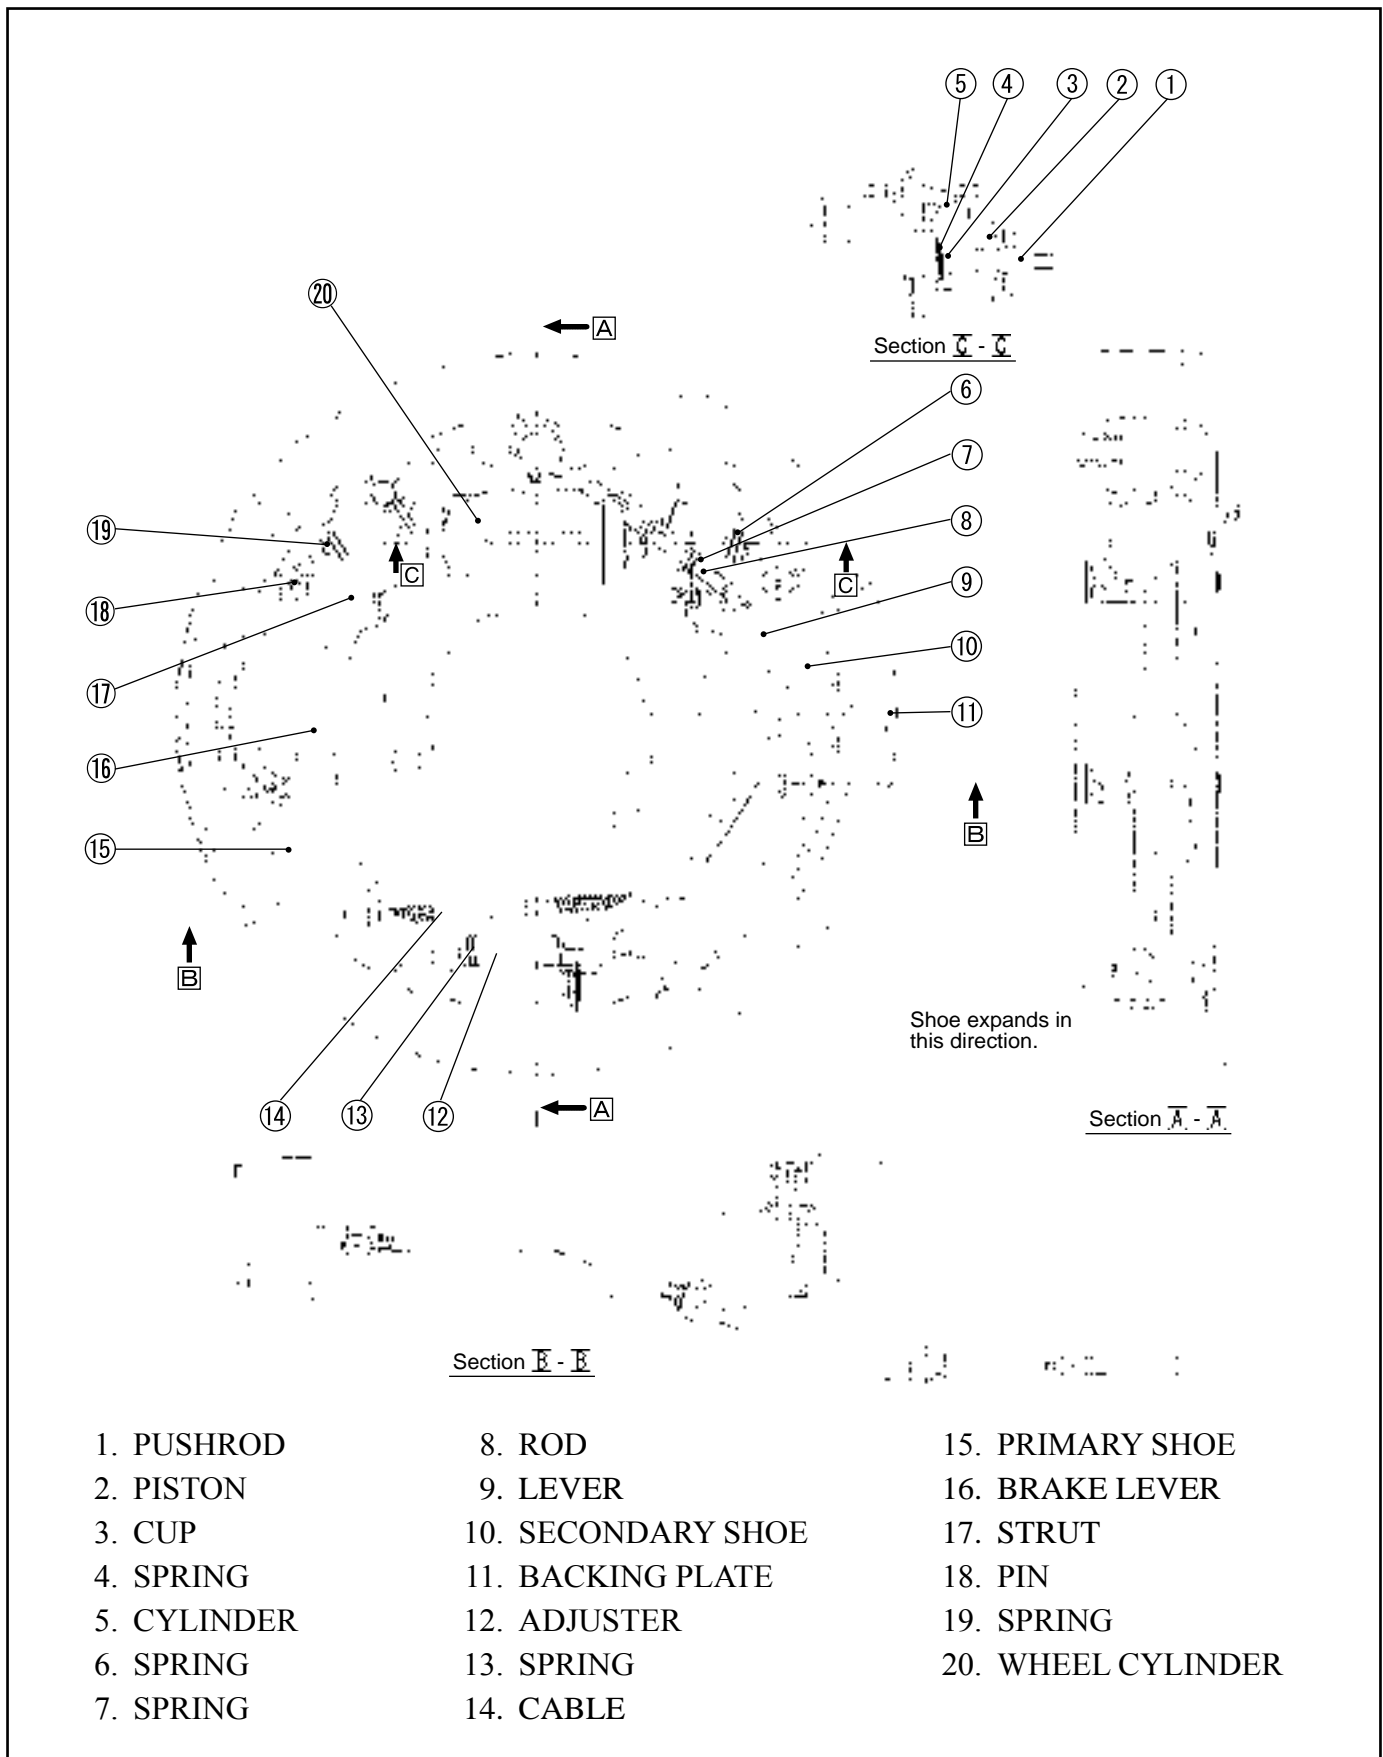 ⑤ ④ ③ ② ①
⑳
A
Section C - C
⑥
⑦
⑲
⑧
C
C
⑱
⑨
⑩
⑰
⑪
⑯
B
⑮
B
Shoe expands in
this direction.
⑭ ⑬ ⑫
A
Section A - A
Section B - B
1. PUSHROD
2. PISTON
3. CUP
4. SPRING
5. CYLINDER
6. SPRING
7. SPRING
8. ROD
9. LEVER
10. SECONDARY SHOE
11. BACKING PLATE
12. ADJUSTER
13. SPRING
14. CABLE
15. PRIMARY SHOE
16. BRAKE LEVER
17. STRUT
18. PIN
19. SPRING
20. WHEEL CYLINDER